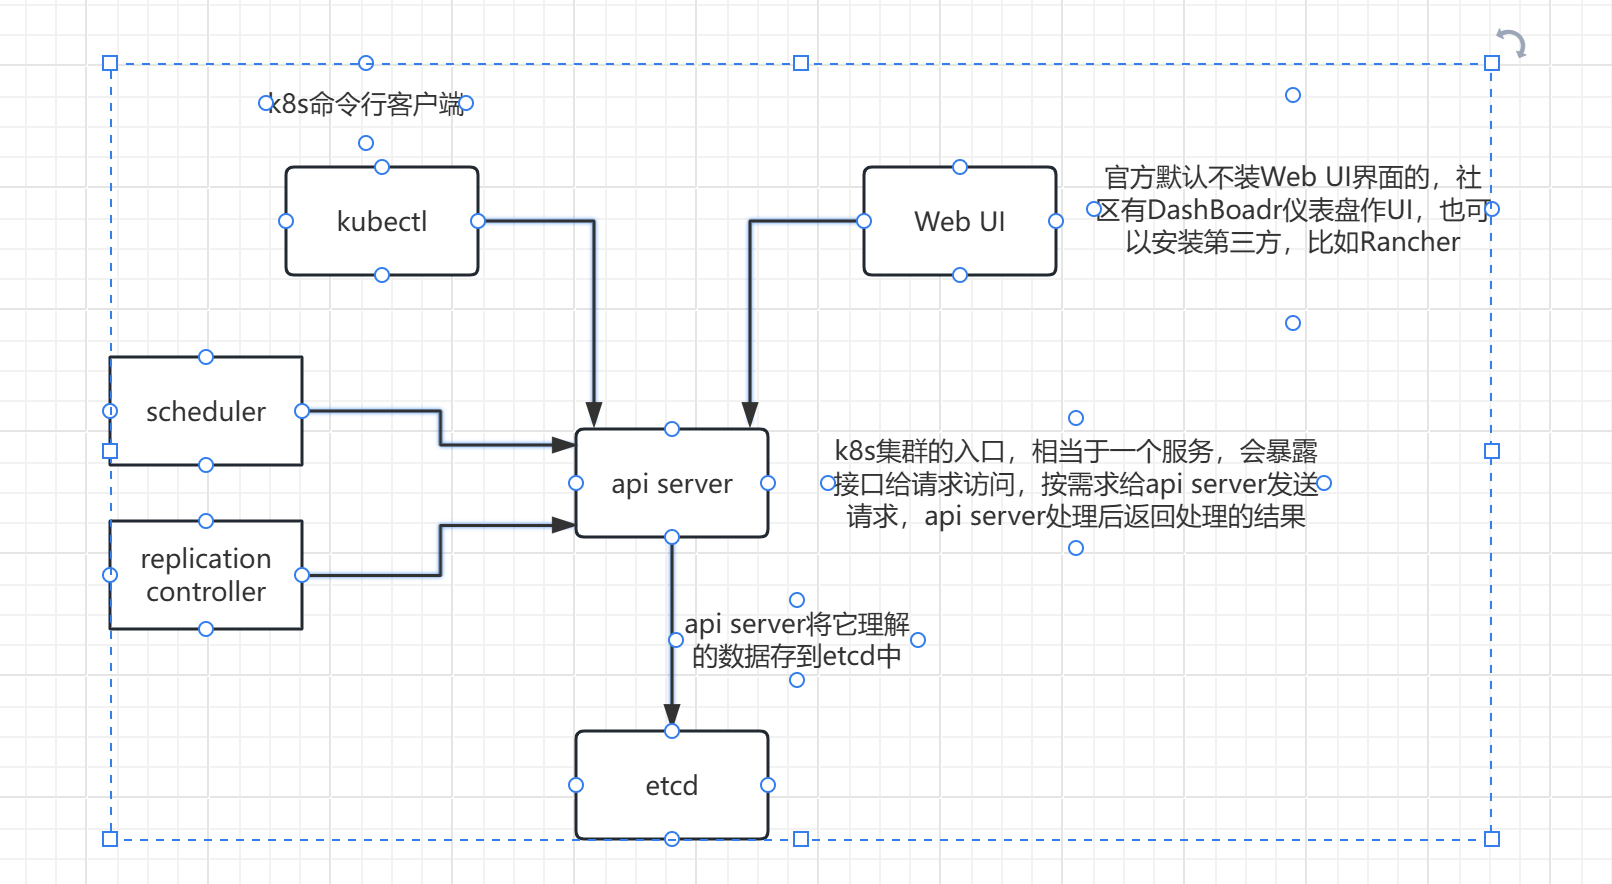 k8s命令行客户端
kubectl
Web UI
官方默认不装Web UI界面的，社
区有DashBoadr仪表盘作UI，也可
以安装第三方，比如Rancher
scheduler
api server
k8s集群的入口，相当于一个服务，会暴露
接口给请求访问，按需求给api server发送
请求，api server处理后返回处理的结果
replication
controller
api server将它理解
的数据存到etcd中
etcd